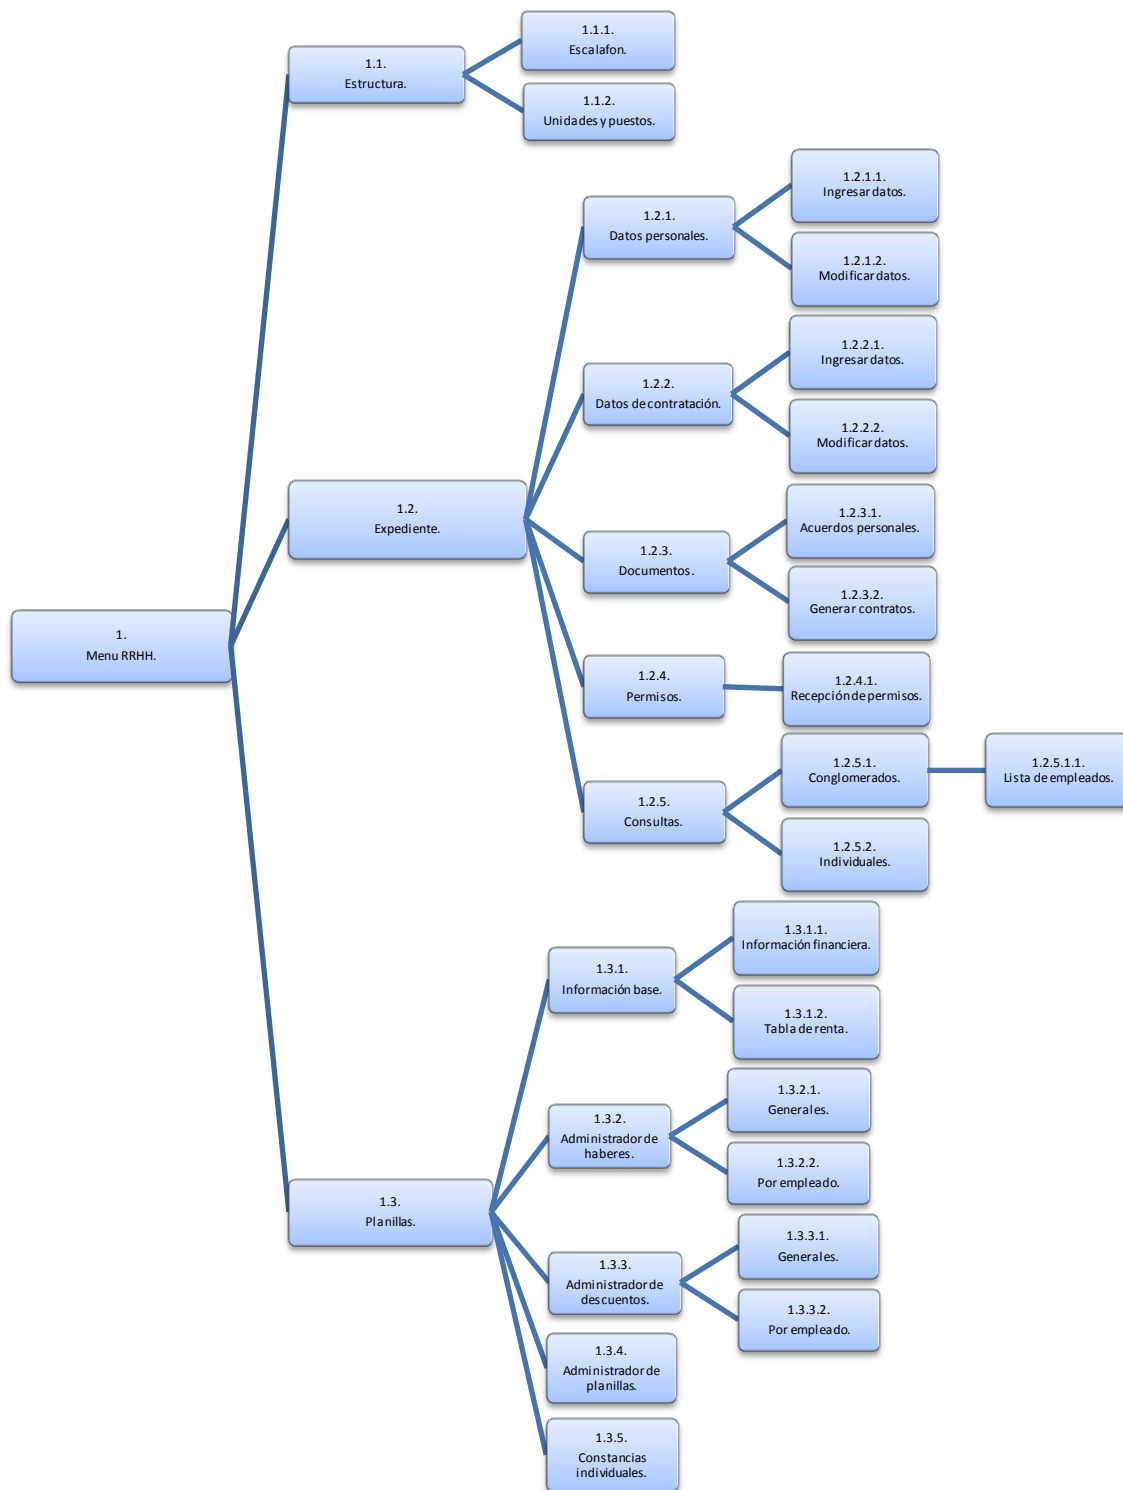 1.
Menu RRHH.
1.1.
Estructura.
1.1.1.
Escalafon.
1.1.2.
Unidades y puestos.
1.2.
Expediente.
1.2.1.
Datos personales.
1.2.1.1.
Ingresar datos.
1.2.1.2.
Modificar datos.
1.2.2.
Datos de contratación.
1.2.2.1.
Ingresar datos.
1.2.2.2.
Modificar datos.
1.2.3.
Documentos.
1.2.3.1.
Acuerdos personales.
1.2.3.2.
Generar contratos.
1.2.4.
Permisos.
1.2.4.1.
Recepción de permisos.
1.2.5.
Consultas.
1.2.5.1.
Conglomerados.
1.2.5.1.1.
Lista de empleados.
1.2.5.2.
Individuales.
1.3.
Planillas.
1.3.1.
Información base.
1.3.1.1.
Información financiera.
1.3.1.2.
Tabla de renta.
1.3.2.
Administrador de
haberes.
1.3.2.1.
Generales.
1.3.2.2.
Por empleado.
1.3.3.
Administrador de
descuentos.
1.3.3.1.
Generales.
1.3.3.2.
Por empleado.
1.3.4.
Administrador de
planillas.
1.3.5.
Constancias
individuales.